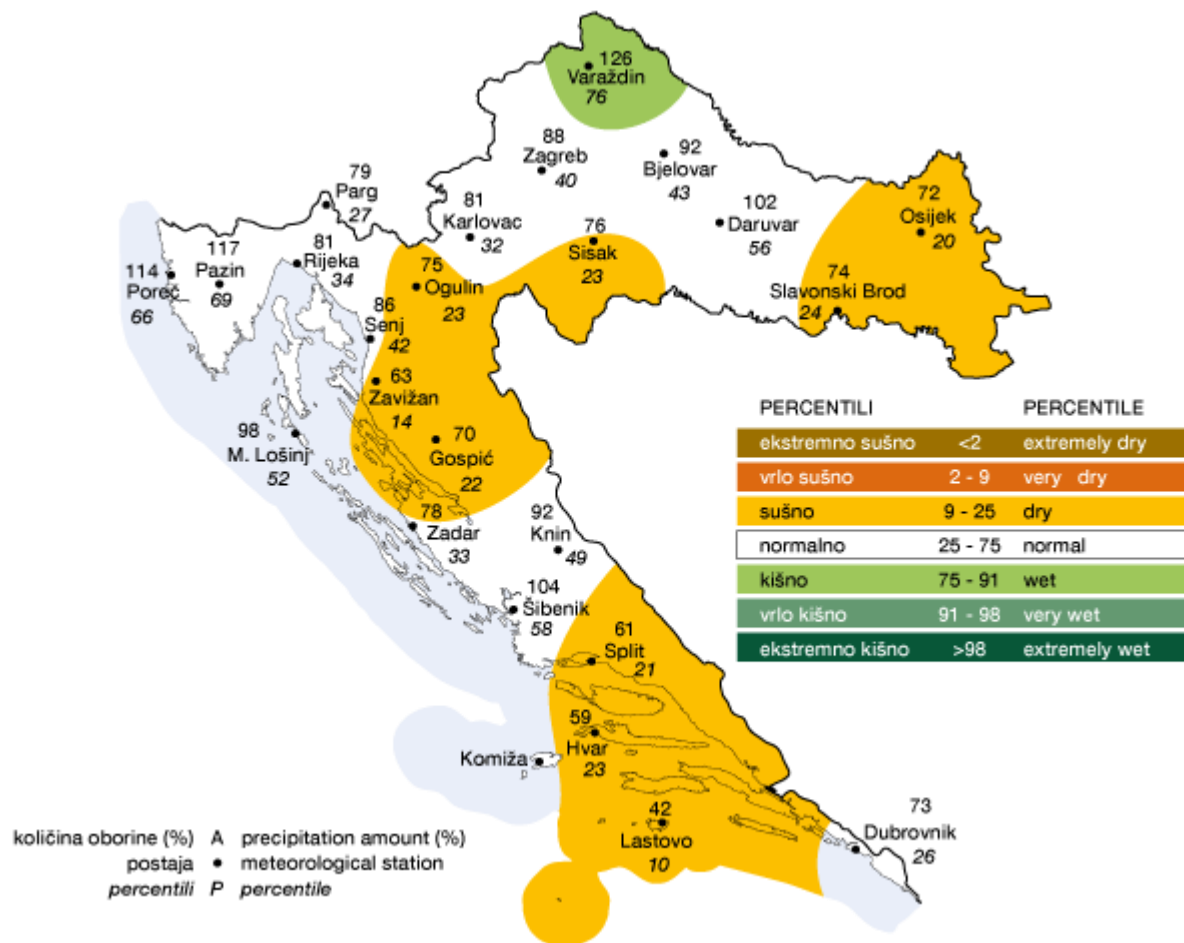 126
Varaždin
76
88
Zagreb
40
92
Bjelovar
43
79
Parg
27
81
Karlovac
32
102
Daruvar
56
72
Osijek
20
76
Sisak
23
117
Pazin
69
81
Rijeka
34
114
Poreč
66
75
Ogulin
23
74
Slavonski Brod
24
86
Senj
42
63
Zavižan
14
98
M. Lošinj
52
70
Gospić
22
78
Zadar
33
92
Knin
49
104
Šibenik
58
61
Split
21
59
Hvar
23
Komiža
42
Lastovo
10
73
Dubrovnik
26
PERCENTILI PERCENTILE
ekstremno sušno <2 extremely dry
vrlo sušno 2 - 9 very dry
sušno 9 - 25 dry
normalno 25 - 75 normal
kišno 75 - 91 wet
vrlo kišno 91 - 98 very wet
ekstremno kišno >98 extremely wet
količina oborine (%) A precipitation amount (%)
postaja • meteorological station
percentili P percentile